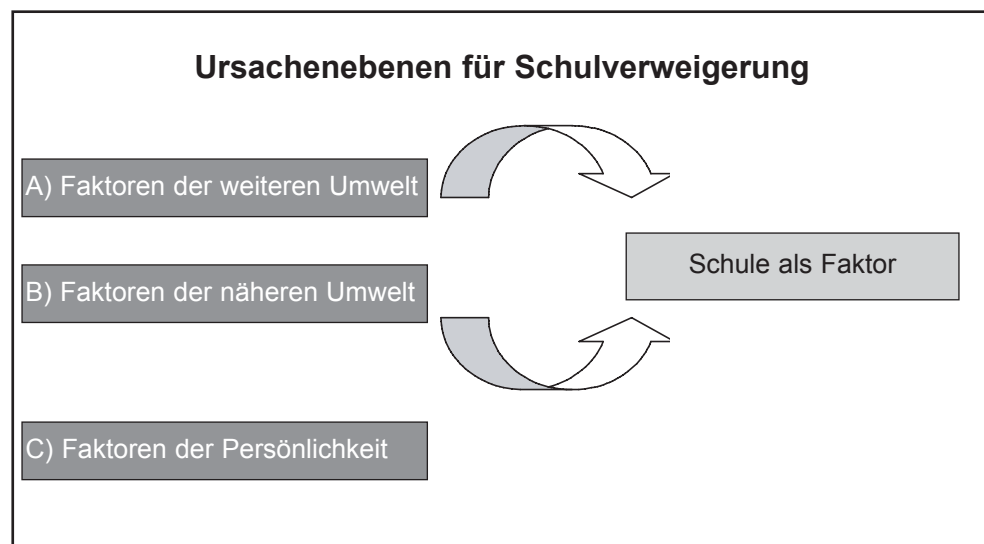 Ursachenebenen für Schulverweigerung
A) Faktoren der weiteren Umwelt
Schule als Faktor
B) Faktoren der näheren Umwelt
C) Faktoren der Persönlichkeit